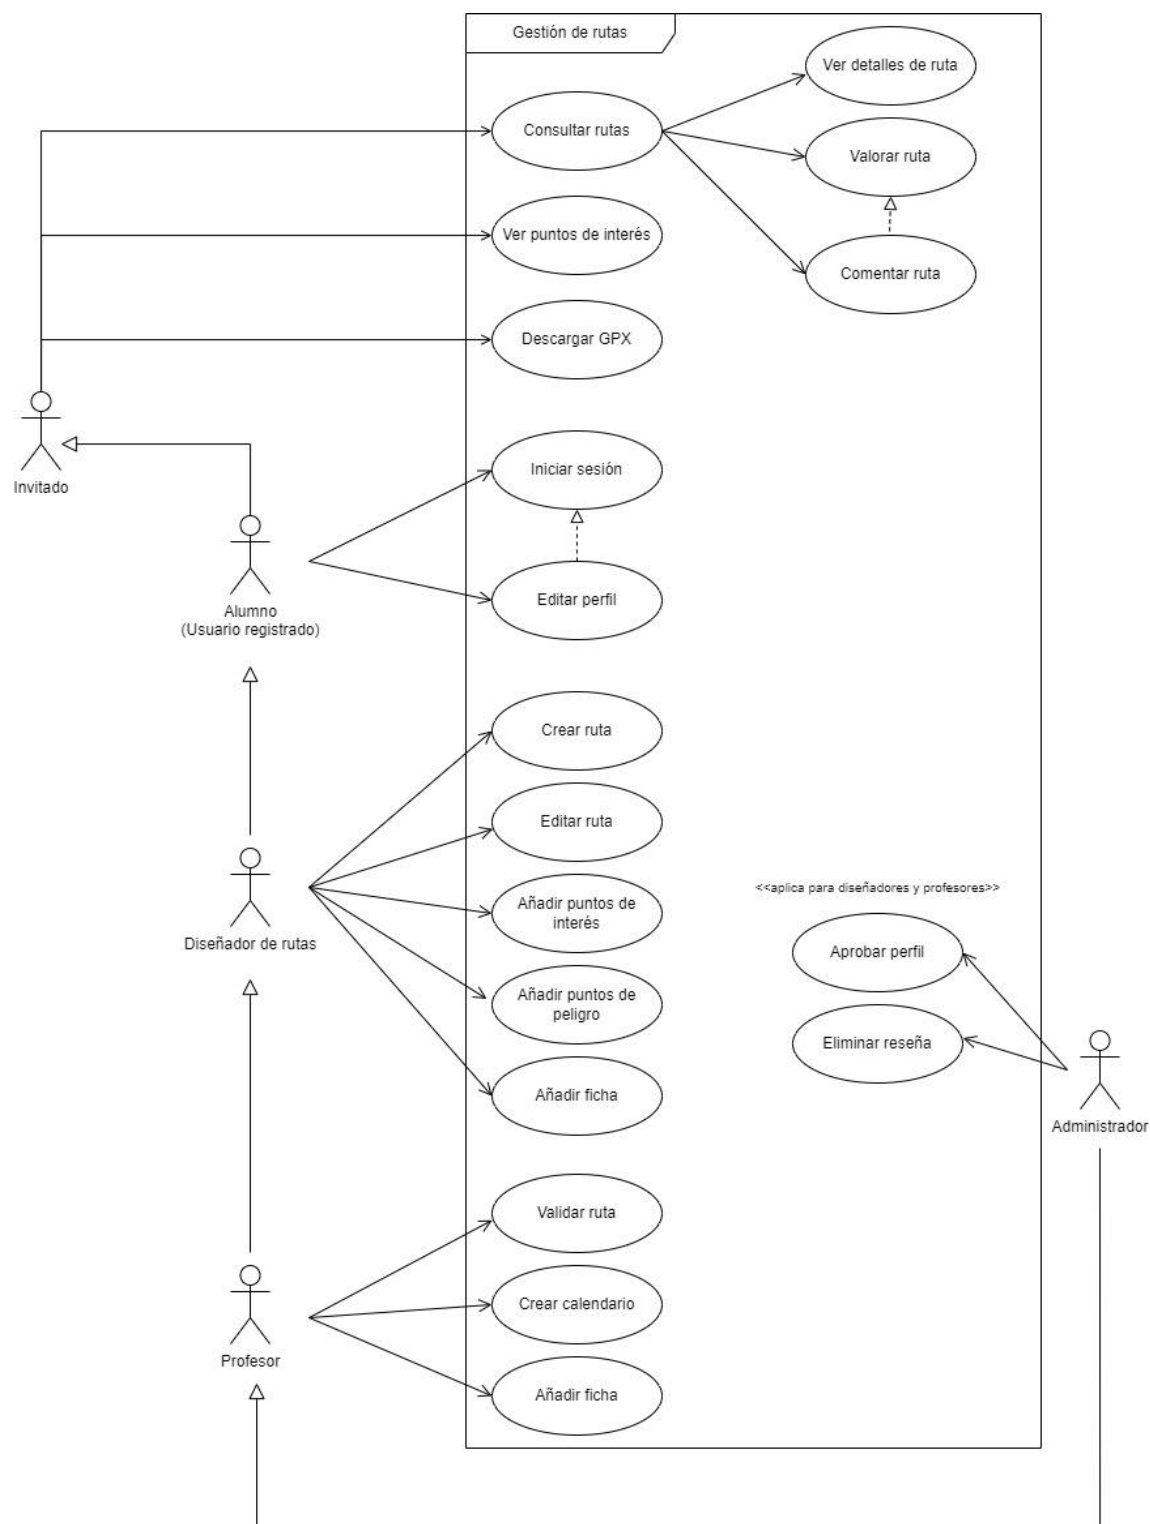 Gestión de rutas
Ver detalles de ruta
Consultar rutas
Valorar ruta
Ver puntos de interés
Comentar ruta
Descargar GPX
Invitado
Iniciar sesión
Alumno
(Usuario registrado)
Editar perfil
Crear ruta
Editar ruta
<<aplica para diseñadores y profesores>>
Añadir puntos de
interés
Diseñador de rutas
Aprobar perfil
Añadir puntos de
peligro
Eliminar reseña
Añadir ficha
Administrador
Validar ruta
Crear calendario
Profesor
Añadir ficha